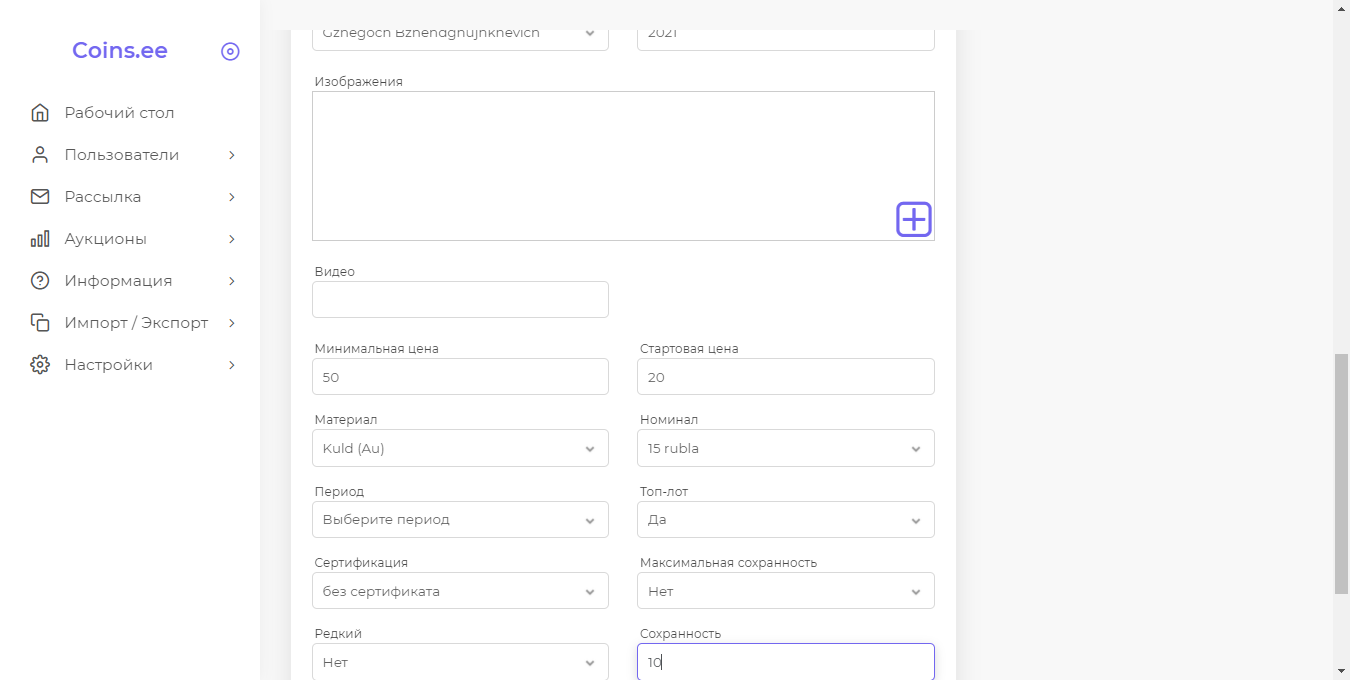 Coins.ee
Рабочий стол
Пользователи
Рассылка
Аукционы
Информация
Импорт / Экспорт
Настройки
2021
Изображения
Видео
Минимальная цена Стартовая цена
50 20
Материал Номинал
Kuld (Au) 15 rubla
Период Топ-лот
Выберите период Да
Сертификация Максимальная сохранность
без сертификата Нет
Редкий Сохранность
Нет 10